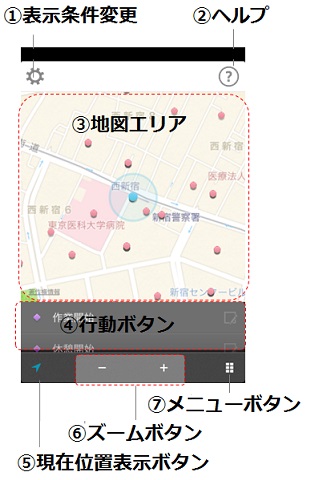 ①表示条件変更
②ヘルプ
?
③地図エリア
西新宿
西新宿
医療法人
西新宿6
東京医科大学病院
新宿警察署
新宿センタービル
作業開始
④行動ボタン
休憩開始
− +
⑦メニューボタン
⑥ズームボタン
⑤現在位置表示ボタン